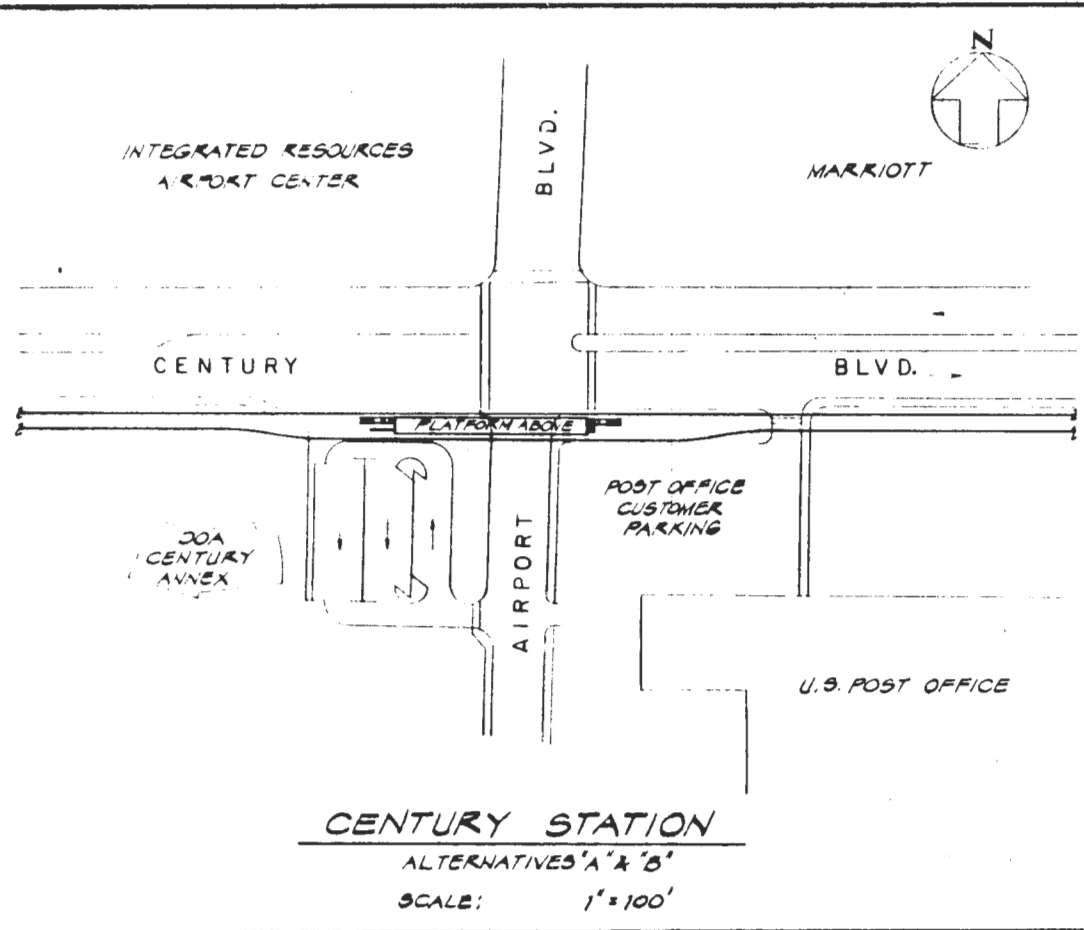 N
INTEGRATED RESOURCES
AIRPORT CENTER
BLVD.
MARRIOTT
CENTURY
BLVD.
PLATFORM ABOVE
POST OFFICE
CUSTOMER
PARKING
DOA
CENTURY
ANNEX
AIRPORT
U.S. POST OFFICE
CENTURY STATION
ALTERNATIVES "A" & "B"
SCALE: 1" = 100'